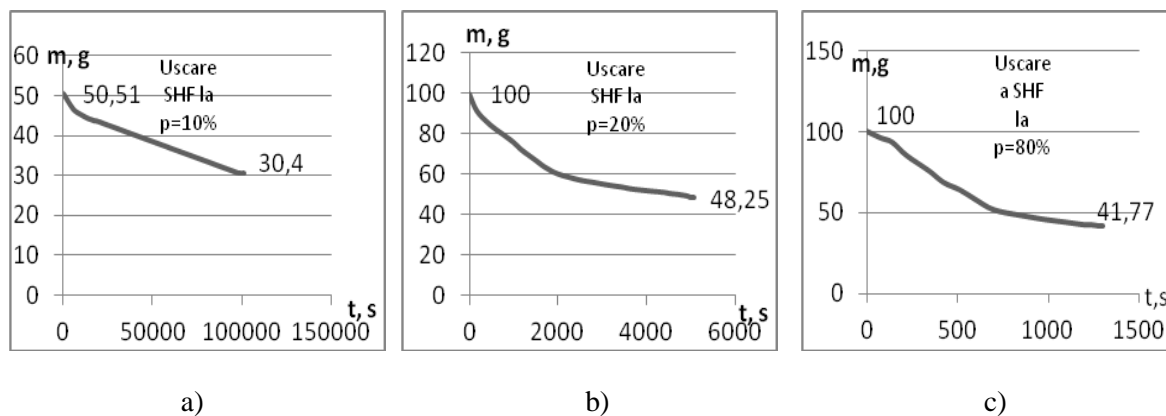 m, g
60
50
40
30
20
10
0
Uscare
SHF la
p=10%
50,51
30,4
t, s
0 50000 100000 150000
a)
m, g
120
100
80
60
40
20
0
Uscare
SHF la
p=20%
100
48,25
t, s
0 2000 4000 6000
b)
m,g
150
100
50
0
Uscare
a SHF
la
p=80%
100
41,77
t, s
0 500 1000 1500
c)